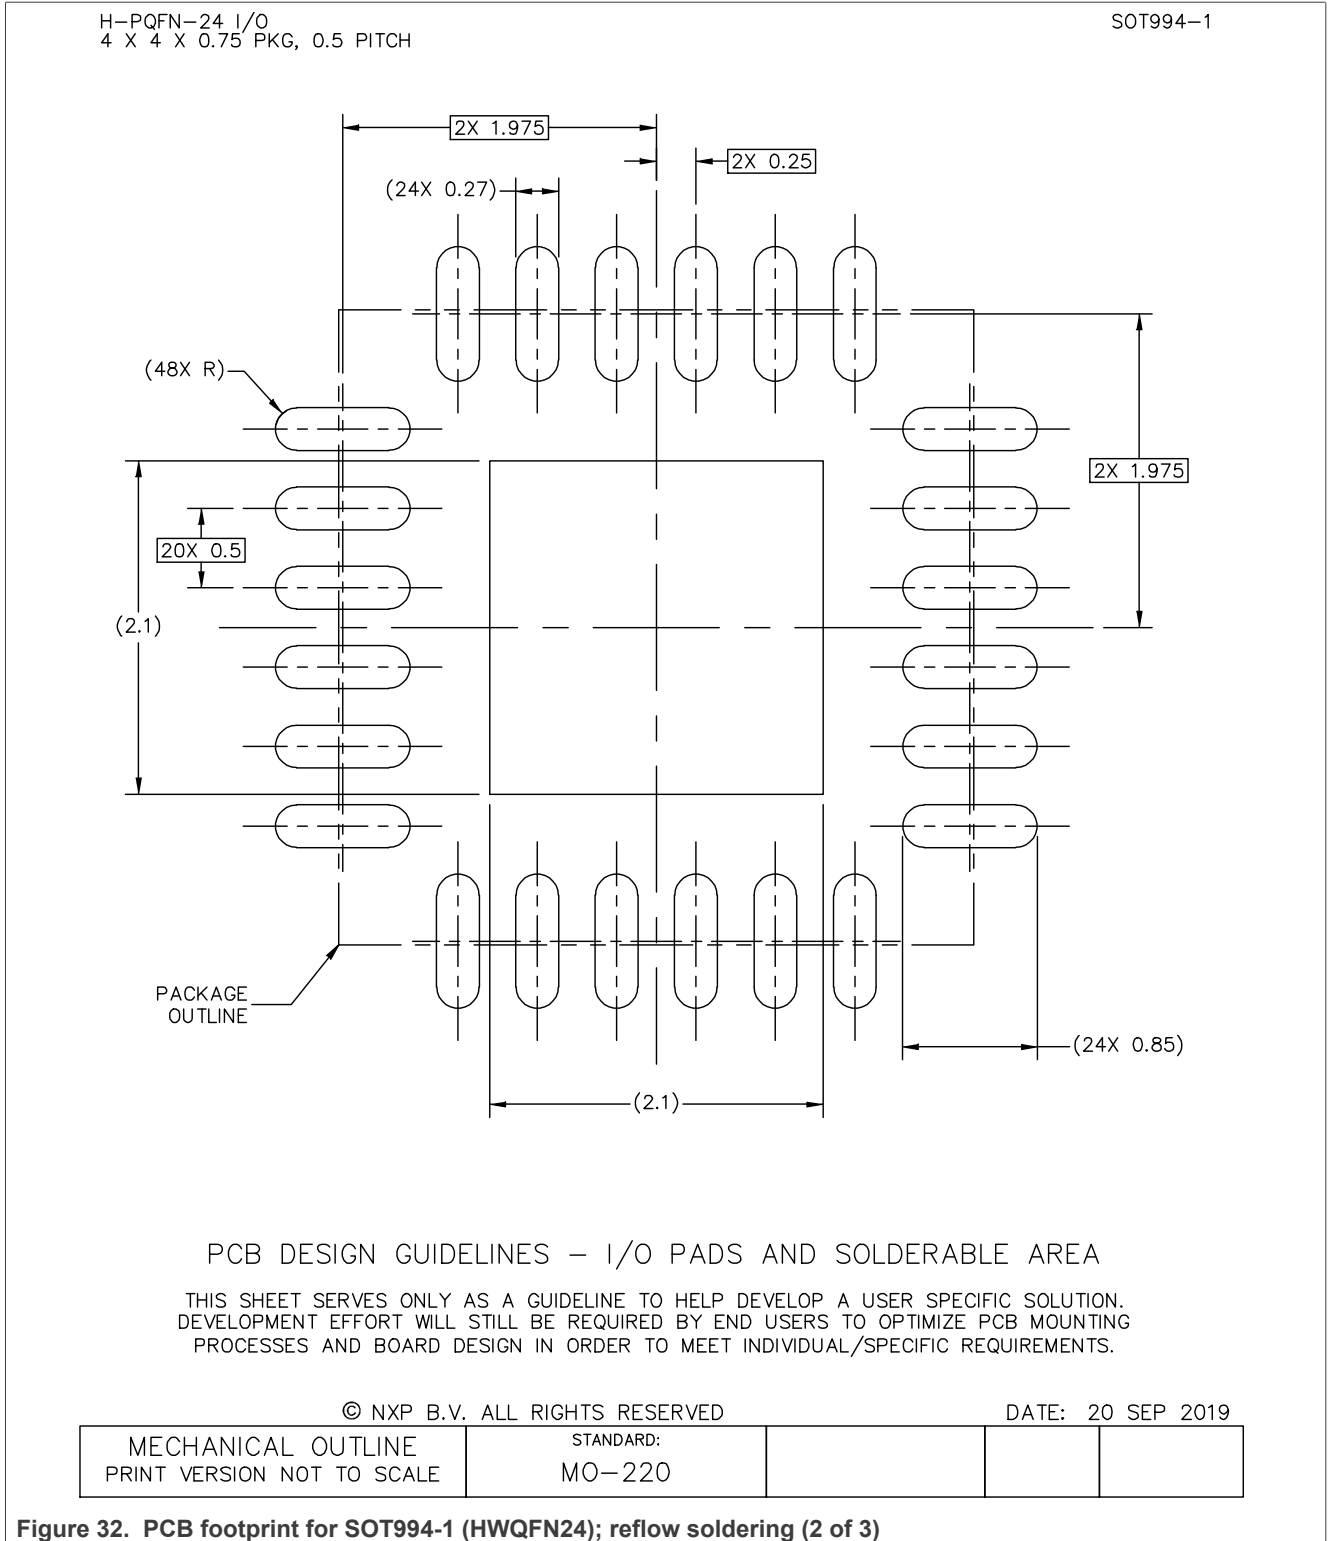 H-PQFN-24 I/O
4 X 4 X 0.75 PKG, 0.5 PITCH
SOT994-1
2X 1.975
2X 0.25
(24X 0.27)
(48X R)
2X 1.975
20X 0.5
(2.1)
PACKAGE
OUTLINE
(24X 0.85)
(2.1)
PCB DESIGN GUIDELINES - I/O PADS AND SOLDERABLE AREA
THIS SHEET SERVES ONLY AS A GUIDELINE TO HELP DEVELOP A USER SPECIFIC SOLUTION.
DEVELOPMENT EFFORT WILL STILL BE REQUIRED BY END USERS TO OPTIMIZE PCB MOUNTING
PROCESSES AND BOARD DESIGN IN ORDER TO MEET INDIVIDUAL/SPECIFIC REQUIREMENTS.
© NXP B.V. ALL RIGHTS RESERVED
DATE: 20 SEP 2019
MECHANICAL OUTLINE
PRINT VERSION NOT TO SCALE
STANDARD:
MO-220
Figure 32. PCB footprint for SOT994-1 (HWQFN24); reflow soldering (2 of 3)